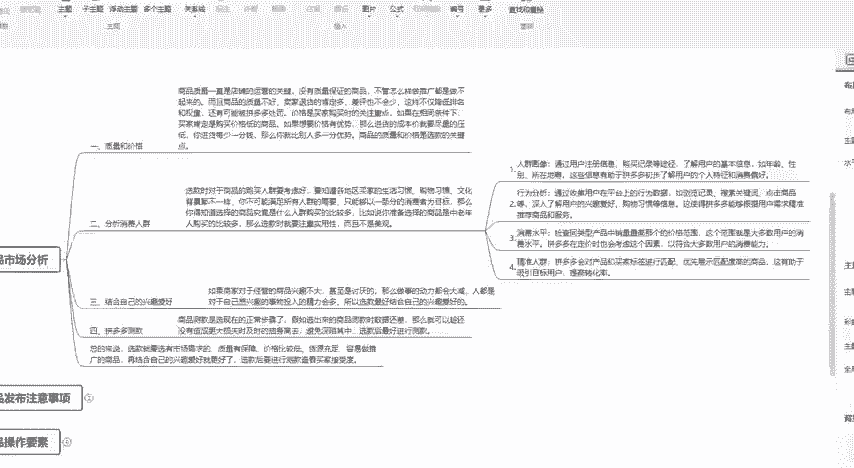 主题 子主题 浮动主题 多个主题 关系线 图片 公式 编号 更多 查找和替换
主题 插入
商品质量一直是店铺的运营的关键，没有质量保证的商品，不管怎么样做推广都是做不
起来的。而且商品的质量不好，卖家退货的肯定多，差评也不会少，这样不仅降低排名
和权重，还有可能被拼多多处罚。价格是买家购买时的关注重点，如果在相同条件下，
买家肯定是购买价格低的商品。如果想要价格有优势，那么进货的成本价就要尽量的压
低，你进货每少一分钱，那么你就比别人多一分优势。商品的质量和价格是选款的关键
点。
一、质量和价格
选款时对于商品的购买人群要考虑好，要知道各地区买家的生活习惯、购物习惯、文化
背景都不一样，你不可能满足所有人群的需要，只能够以一部分的消费者为目标，那么
你得知道选择的商品究竟是什么人群购买的比较多，比如说你准备选择的商品是中老年
人购买的比较多，那么选款时就要注重实用性，而且不是美观。
二、分析消费人群
1. 人群画像：通过用户注册信息、购买记录等途径，了解用户的基本信息，如年龄、性
别、所在地等，这些信息有助于拼多多初步了解用户的个人特征和消费偏好。
2. 行为分析：通过收集用户在平台上的行为数据，如浏览记录、搜索关键词、点击商品
等，深入了解用户的兴趣爱好、购物习惯等信息。这使得拼多多能够根据用户需求精准
推荐商品和服务。
3. 消费水平：检查同类型产品中销量最高那个的价格范围，这个范围就是大多数用户的消
费水平。拼多多在定价时也会考虑这个因素，以符合大多数用户的消费能力。
4. 精准人群：拼多多会对产品和买家标签进行匹配，优先展示匹配度高的商品，这有助于
吸引目标用户，提高转化率。
品市场分析
三、结合自己的兴趣爱好
如果商家对于经营的商品兴趣不大，甚至是讨厌的，那么做事的动力都会大减，人都是
对于自己感兴趣的事物投入的精力会多，所以选款最好结合自己的兴趣爱好的。
四、拼多多测款
商品测款是选现在的正常步骤了，假如选出来的商品测款时数据还差，那么就可以趁还
没有造成更大损失时及时的抽身离去，避免深陷其中，选款后最好进行测款。
总的来说，选款就要选有市场需求的、质量有保障、价格比较低、货源充足、容易做推
广的商品，再结合自己的兴趣爱好就更好了，选款后要进行测款查看买家接受度。
品发布注意事项
品操作要素